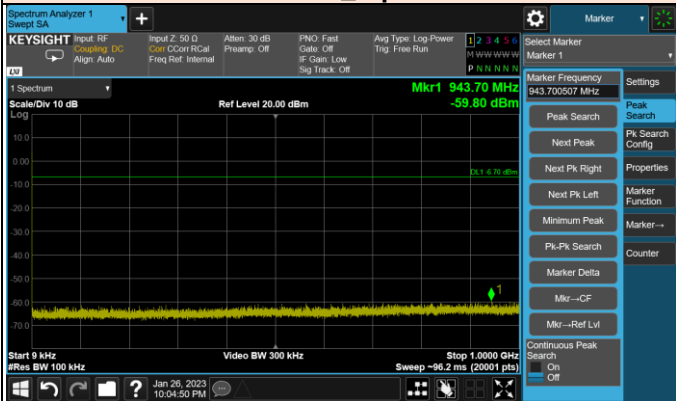 Spectrum Analyzer 1
Swept SA
Marker
KEYSIGHT
Input: RF
Coupling: DC
Align: Auto
Input Z: 50 Ω
Corr CCorr RCal
Freq Ref: Internal
Atten: 30 dB
Preamp: Off
PNO: Fast
Gate: Off
IF Gain: Low
Sig Track: Off
Avg Type: Log-Power
Trig: Free Run
1 2 3 4 5 6
M W W W W W
P N N N N N
LXI
Select Marker
Marker 1
1 Spectrum
Mkr1 943.70 MHz
Scale/Div 10 dB
Ref Level 20.00 dBm
-59.80 dBm
Log
10.0
0.00
DL1 -6.70 dBm
-10.0
-20.0
-30.0
-40.0
-50.0
1
-60.0
-70.0
Start 9 kHz
Video BW 300 kHz
Stop 1.0000 GHz
#Res BW 100 kHz
Sweep ~96.2 ms (20001 pts)
Marker Frequency
943.700507 MHz
Peak Search
Next Peak
Next Pk Right
Next Pk Left
Minimum Peak
Pk-Pk Search
Marker Delta
Mkr→CF
Mkr→Ref Lvl
Continuous Peak
Search
On
Off
Settings
Peak
Search
Pk Search
Config
Properties
Marker
Function
Marker→
Counter
?
Jan 26, 2023
10:04:50 PM